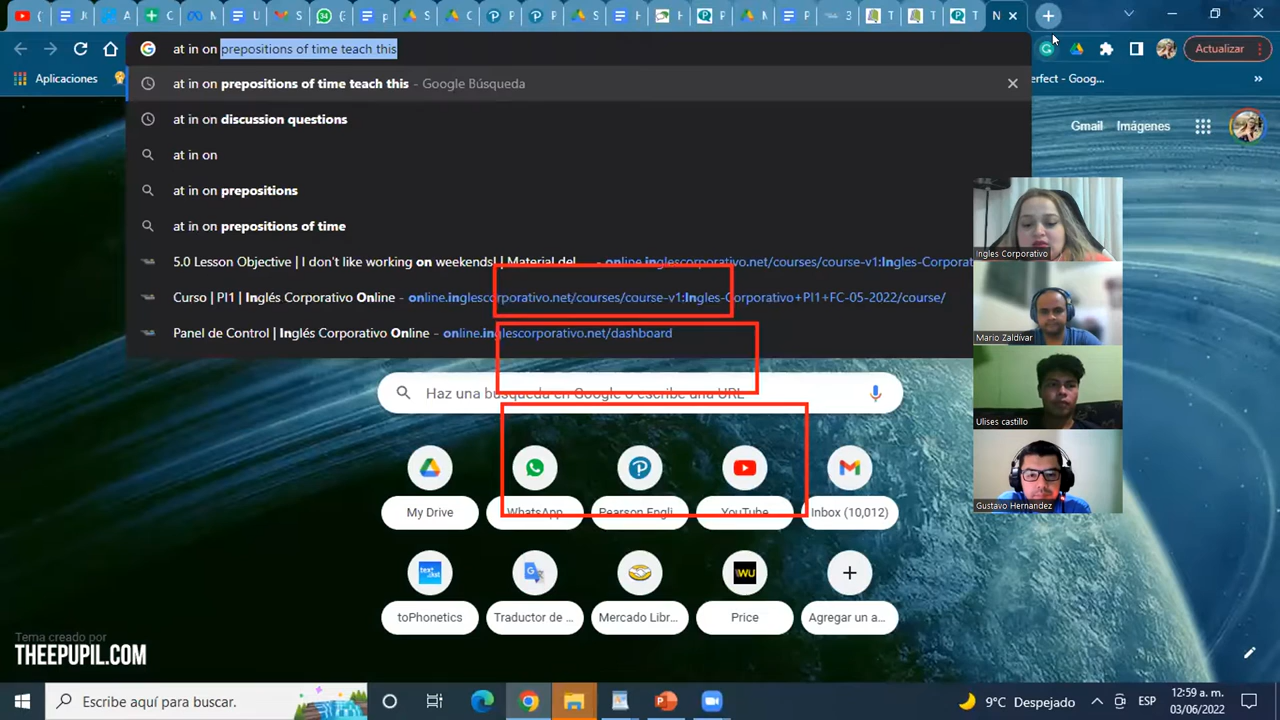 at in on prepositions of time teach this
Actualizar
at in on prepositions of time teach this - Google Búsqueda
Aplicaciones
erfect - Goog...
»
at in on discussion questions
Gmail
Imágenes
at in on
at in on prepositions
at in on prepositions of time
5.0 Lesson Objective | I don't like working on weekends! | Material del ... - online.inglescorporativo.net/courses/course-v1:Ingles-Corporat
Curso | PI1 | Inglés Corporativo Online - online.inglescorporativo.net/courses/course-v1:Ingles-Corporativo+PI1+FC-05-2022/course/
Panel de Control | Inglés Corporativo Online - online.inglescorporativo.net/dashboard
Ingles Corporativo
Mario Zaldívar
Ulises castillo
Gustavo Hernandez
Haz una búsqueda en Google o escribe una URL
My Drive
WhatsApp
Pearson Engli...
YouTube
Inbox (10,012)
toPhonetics
Traductor de ...
Mercado Libr...
Price
Agregar un a...
Tema creado por
THEEPUPIL.COM
Escribe aquí para buscar.
9°C Despejado
ESP
12:59 a. m.
03/06/2022